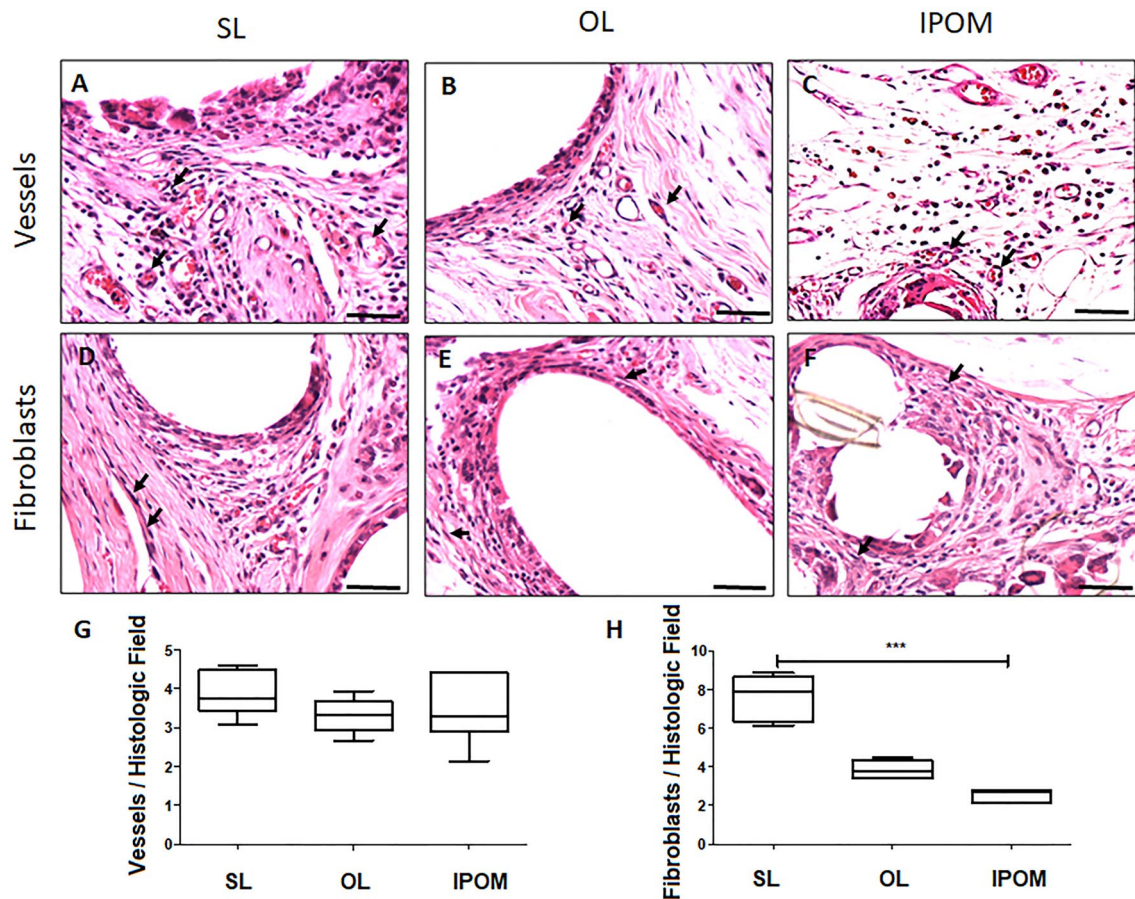 SL OL IPOM
Vessels
A B C
Fibroblasts
D E F
G
Vessels / Histologic Field
5
4
3
2
1
0
SL OL IPOM
H
Fibroblasts / Histologic Field
10
8
6
4
2
0
***
SL OL IPOM